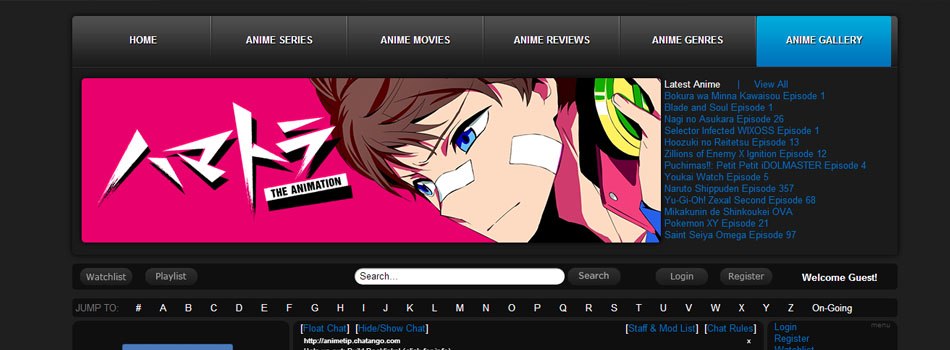 HOME ANIME SERIES ANIME MOVIES ANIME REVIEWS ANIME GENRES ANIME GALLERY
ハマトラ
THE ANIMATION
Latest Anime | View All
Bokura wa Minna Kawaisou Episode 1
Blade and Soul Episode 1
Nagi no Asukara Episode 26
Selector Infected WIXOSS Episode 1
Hoozuki no Reitetsu Episode 13
Zillions of Enemy X Ignition Episode 12
Puchimas!!: Petit Petit iDOLMASTER Episode 4
Youkai Watch Episode 5
Naruto Shippuden Episode 357
Yu-Gi-Oh! Zexal Second Episode 68
Mikakunin de Shinkoukei OVA
Pokemon XY Episode 21
Saint Seiya Omega Episode 97
Watchlist Playlist Search... Search Login Register Welcome Guest!
JUMP TO: # A B C D E F G H I J K L M N O P Q R S T U V W X Y Z On-Going
[Float Chat] [Hide/Show Chat] [Staff & Mod List] [Chat Rules]
http://animetip.chatango.com x
Login menu
Register
Watchlist